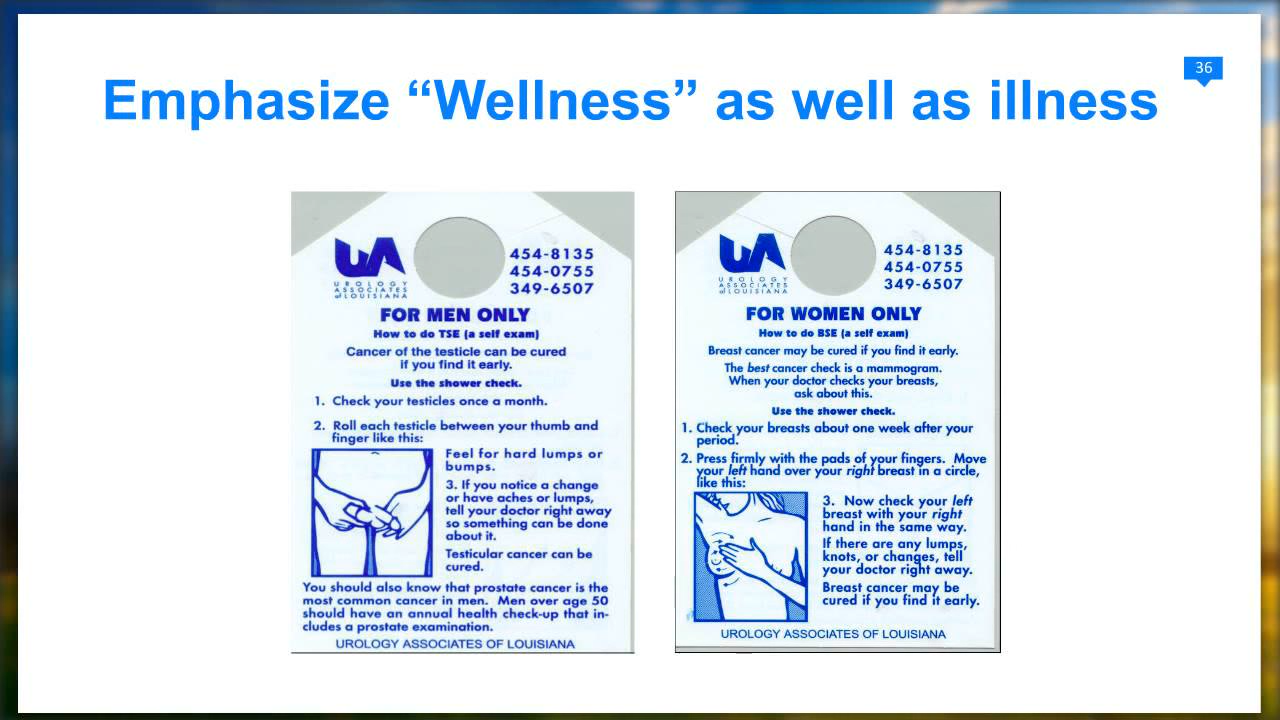 36
Emphasize “Wellness” as well as illness
UA
UROLOGY
ASSOCIATES
of LOUISIANA
454-8135
454-0755
349-6507
FOR MEN ONLY
How to do TSE (a self exam)
Cancer of the testicle can be cured
if you find it early.
Use the shower check.
1. Check your testicles once a month.
2. Roll each testicle between your thumb and
finger like this:
Feel for hard lumps or
bumps.
3. If you notice a change
or have aches or lumps,
tell your doctor right away
so something can be done
about it.
Testicular cancer can be
cured.
You should also know that prostate cancer is the
most common cancer in men. Men over age 50
should have an annual health check-up that in-
cludes a prostate examination.
UROLOGY ASSOCIATES OF LOUISIANA
UA
UROLOGY
ASSOCIATES
of LOUISIANA
454-8135
454-0755
349-6507
FOR WOMEN ONLY
How to do BSE (a self exam)
Breast cancer may be cured if you find it early.
The best cancer check is a mammogram.
When your doctor checks your breasts,
ask about this.
Use the shower check.
1. Check your breasts about one week after your
period.
2. Press firmly with the pads of your fingers. Move
your left hand over your right breast in a circle,
like this:
3. Now check your left
breast with your right
hand in the same way.
If there are any lumps,
knots, or changes, tell
your doctor right away.
Breast cancer may be
cured if you find it early.
UROLOGY ASSOCIATES OF LOUISIANA